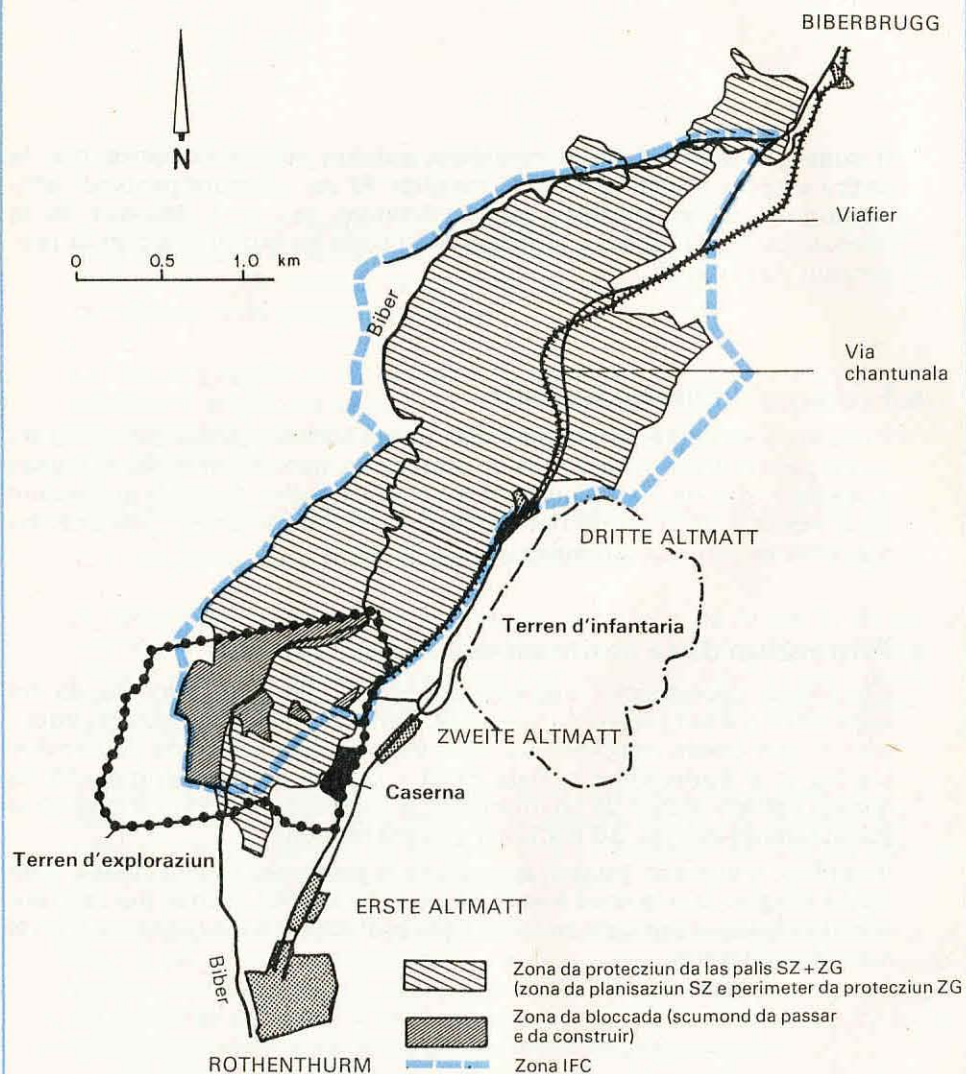 BIBERBRUGG
N
Viafier
0 0.5 1.0 km
Biber
Via
chantunala
DRITTE ALTMATT
Terren d'infantaria
ZWEITE ALTMATT
Caserna
Terren d'exploraziun
ERSTE ALTMATT
Biber
Zona da protecziun da las palls SZ+ZG
(zona da planisaziun SZ e perimeter da protecziun ZG
Zona da bloccada (scumond da passar
e da construir)
ROTHENTHURM
Zona IFC